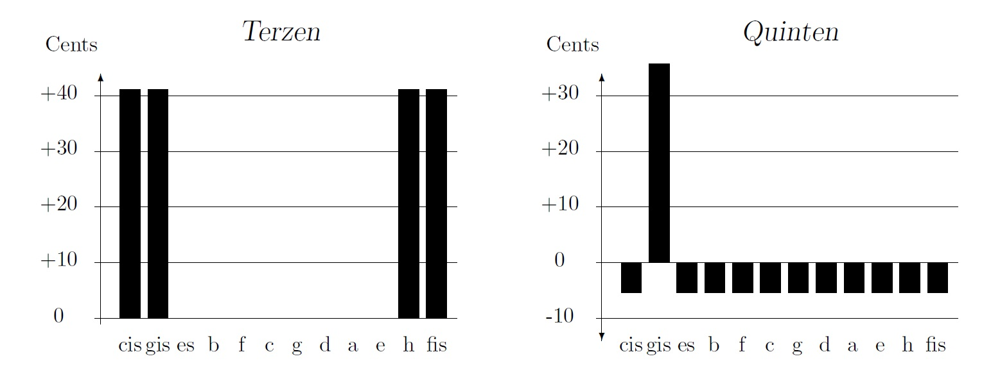 Terzen
Cents
+40
+30
+20
+10
0
cis gis es b f c g d a e h fis
Quinten
Cents
+30
+20
+10
0
-10
cis gis es b f c g d a e h fis